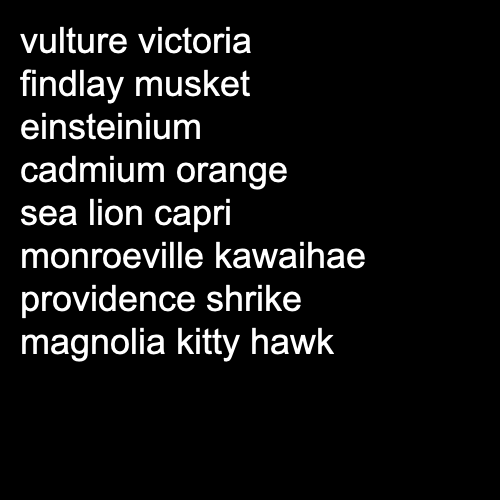 vulture victoria
findlay musket
einsteinium
cadmium orange
sea lion capri
monroeville kawaihae
providence shrike
magnolia kitty hawk